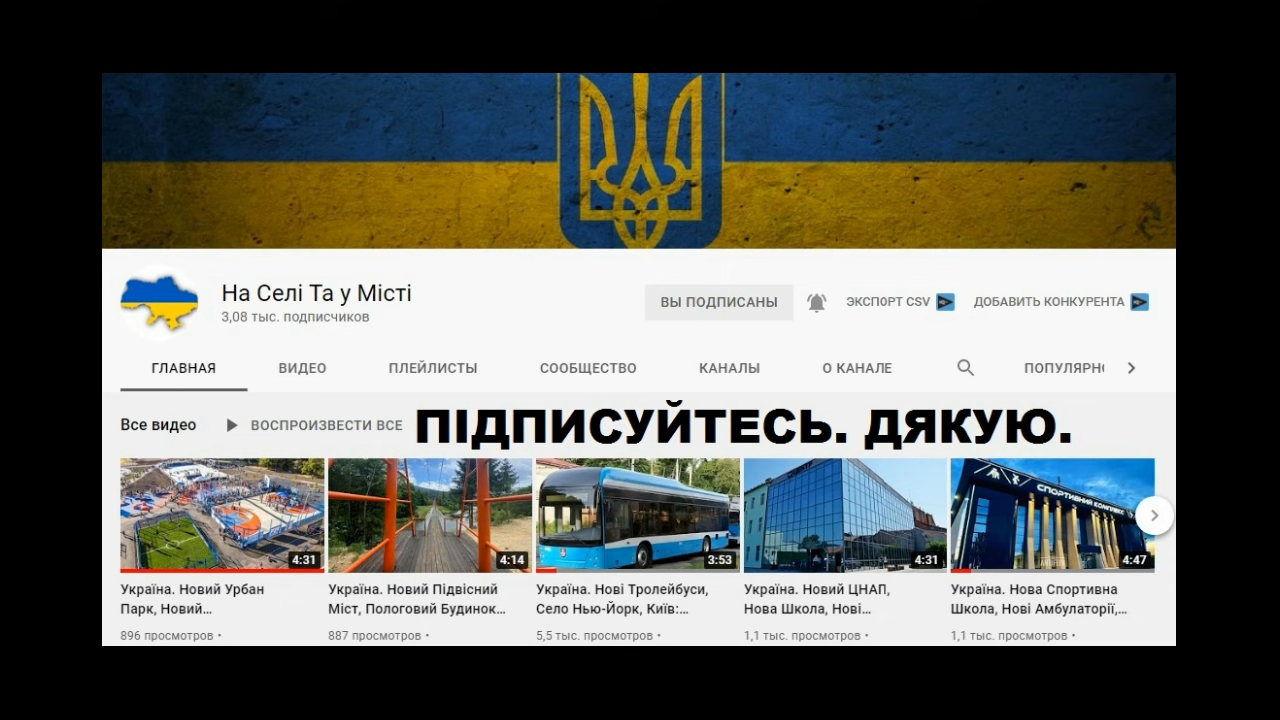 На Селі Та у Місті
3,08 тыс. подписчиков
ВЫ ПОДПИСАНЫ
ЭКСПОРТ CSV
ДОБАВИТЬ КОНКУРЕНТА
ГЛАВНАЯ
ВИДЕО
ПЛЕЙЛИСТЫ
СООБЩЕСТВО
КАНАЛЫ
О КАНАЛЕ
ПОПУЛЯРН
Все видео
ВОСПРОИЗВЕСТИ ВСЕ
ПІДПИСУЙТЕСЬ. ДЯКУЮ.
4:31
4:14
3:53
4:31
СПОРТИВНИЙ КОМПЛЕКС
4:47
Україна. Новий Урбан
Парк, Новий...
896 просмотров •
Україна. Новий Підвісний
Міст, Пологовий Будинок...
887 просмотров •
Україна. Нові Тролейбуси,
Село Нью-Йорк, Київ:...
5,5 тыс. просмотров •
Україна. Новий ЦНАП,
Нова Школа, Нові...
1,1 тыс. просмотров •
Україна. Нова Спортивна
Школа, Нові Амбулаторії,...
1,1 тыс. просмотров •